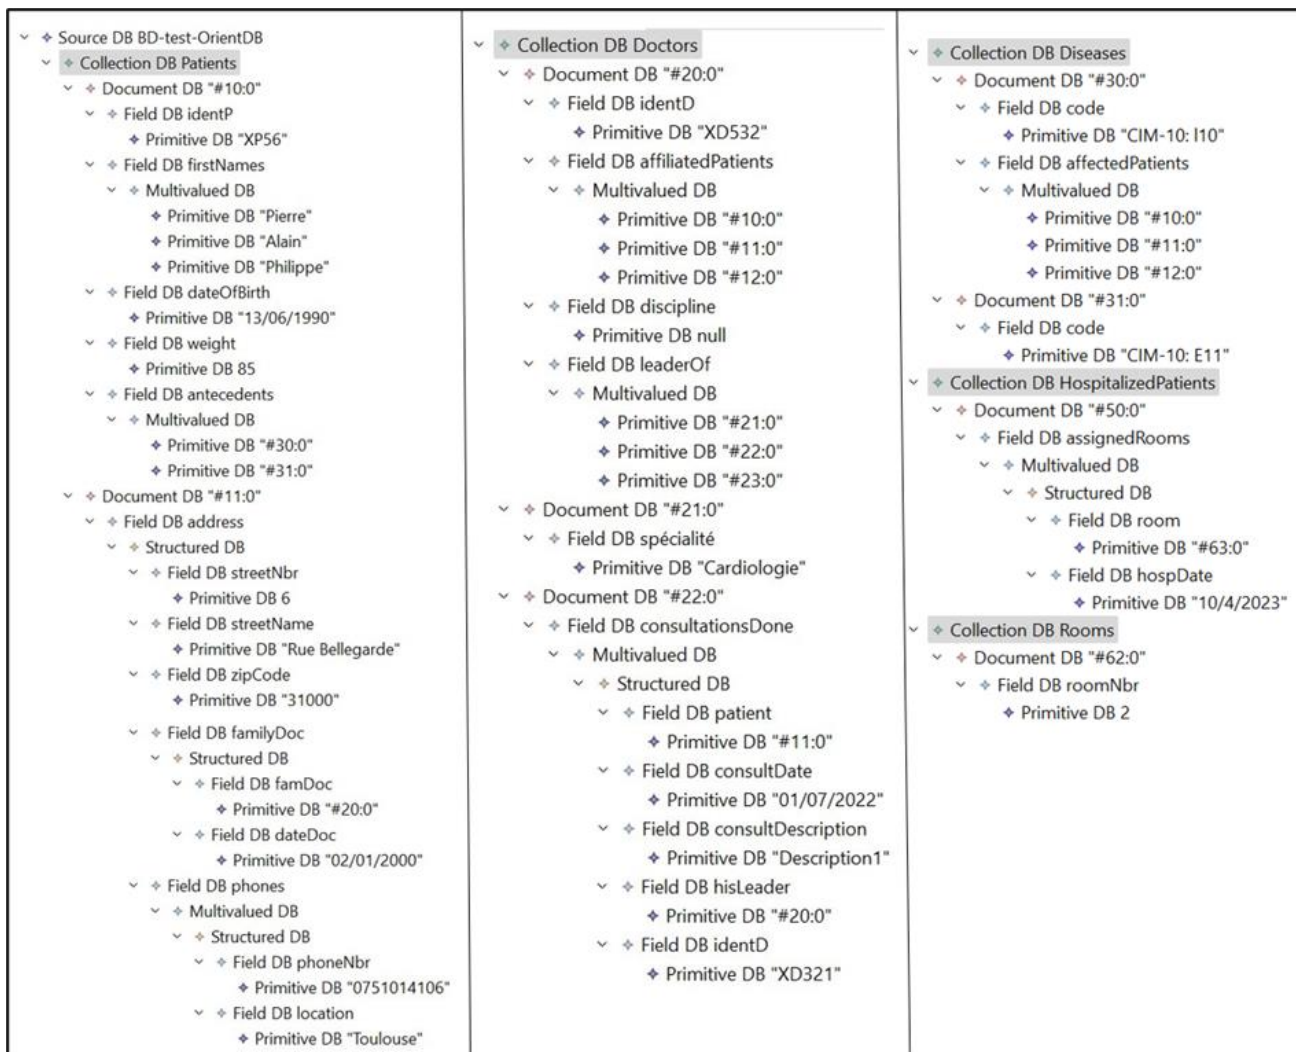 Source DB BD-test-OrientDB
Collection DB Patients
Document DB "#10:0"
Field DB identP
Primitive DB "XP56"
Field DB firstNames
Multivalued DB
Primitive DB "Pierre"
Primitive DB "Alain"
Primitive DB "Philippe"
Field DB dateOfBirth
Primitive DB "13/06/1990"
Field DB weight
Primitive DB 85
Field DB antecedents
Multivalued DB
Primitive DB "#30:0"
Primitive DB "#31:0"
Document DB "#11:0"
Field DB address
Structured DB
Field DB streetNbr
Primitive DB 6
Field DB streetName
Primitive DB "Rue Bellegarde"
Field DB zipCode
Primitive DB "31000"
Field DB familyDoc
Structured DB
Field DB famDoc
Primitive DB "#20:0"
Field DB dateDoc
Primitive DB "02/01/2000"
Field DB phones
Multivalued DB
Structured DB
Field DB phoneNbr
Primitive DB "0751014106"
Field DB location
Primitive DB "Toulouse"
Collection DB Doctors
Document DB "#20:0"
Field DB identD
Primitive DB "XD532"
Field DB affiliatedPatients
Multivalued DB
Primitive DB "#10:0"
Primitive DB "#11:0"
Primitive DB "#12:0"
Field DB discipline
Primitive DB null
Field DB leaderOf
Multivalued DB
Primitive DB "#21:0"
Primitive DB "#22:0"
Primitive DB "#23:0"
Document DB "#21:0"
Field DB spécialité
Primitive DB "Cardiologie"
Document DB "#22:0"
Field DB consultationsDone
Multivalued DB
Structured DB
Field DB patient
Primitive DB "#11:0"
Field DB consultDate
Primitive DB "01/07/2022"
Field DB consultDescription
Primitive DB "Description1"
Field DB hisLeader
Primitive DB "#20:0"
Field DB identD
Primitive DB "XD321"
Collection DB Diseases
Document DB "#30:0"
Field DB code
Primitive DB "CIM-10: I10"
Field DB affectedPatients
Multivalued DB
Primitive DB "#10:0"
Primitive DB "#11:0"
Primitive DB "#12:0"
Document DB "#31:0"
Field DB code
Primitive DB "CIM-10: E11"
Collection DB HospitalizedPatients
Document DB "#50:0"
Field DB assignedRooms
Multivalued DB
Structured DB
Field DB room
Primitive DB "#63:0"
Field DB hospDate
Primitive DB "10/4/2023"
Collection DB Rooms
Document DB "#62:0"
Field DB roomNbr
Primitive DB 2